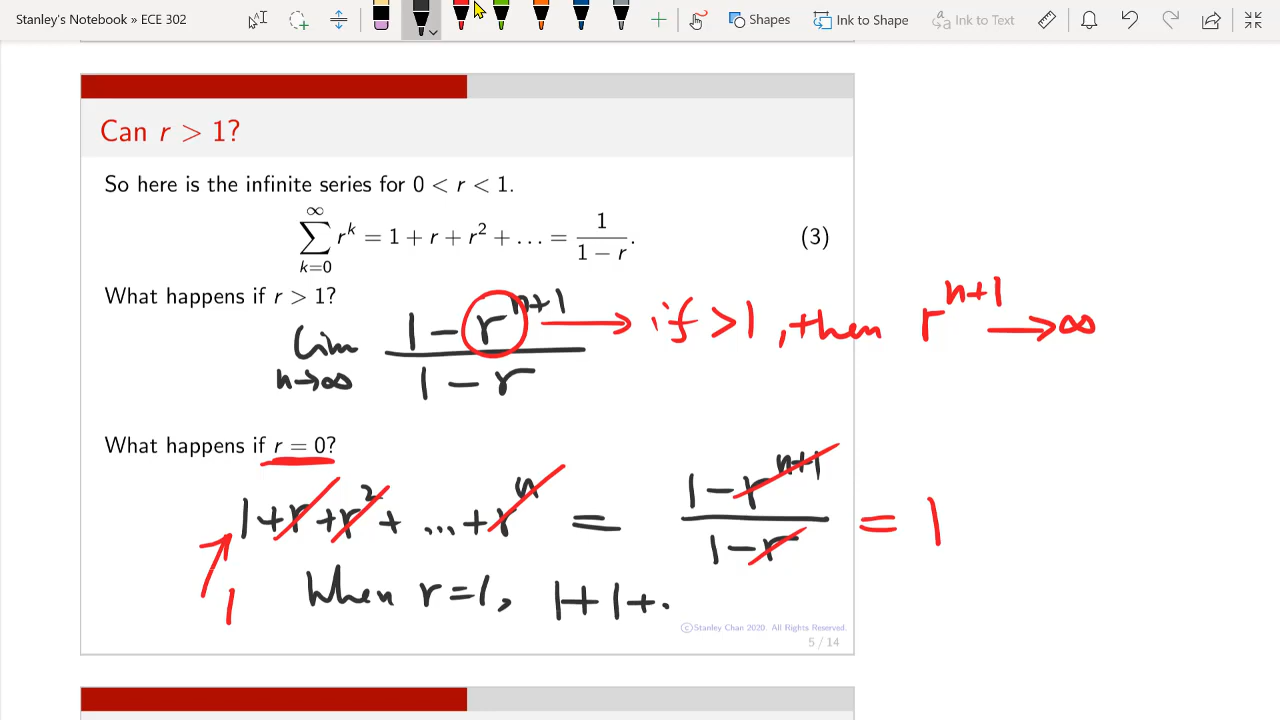 Stanley's Notebook » ECE 302
Shapes
Ink to Shape
Ink to Text
Can r > 1?
So here is the infinite series for 0 < r < 1.
∑_{k=0}^{∞} r^k = 1 + r + r^2 + ... = 1/(1 − r). (3)
What happens if r > 1?
lim_{n→∞} (1 − r^{n+1})/(1 − r) → if > 1, then r^{n+1} → ∞
What happens if r = 0?
1 + r + r^2 + ... + r^n = (1 − r^{n+1})/(1 − r) = 1
1
When r = 1, 1 + 1 + .
©Stanley Chan 2020. All Rights Reserved.
5 / 14